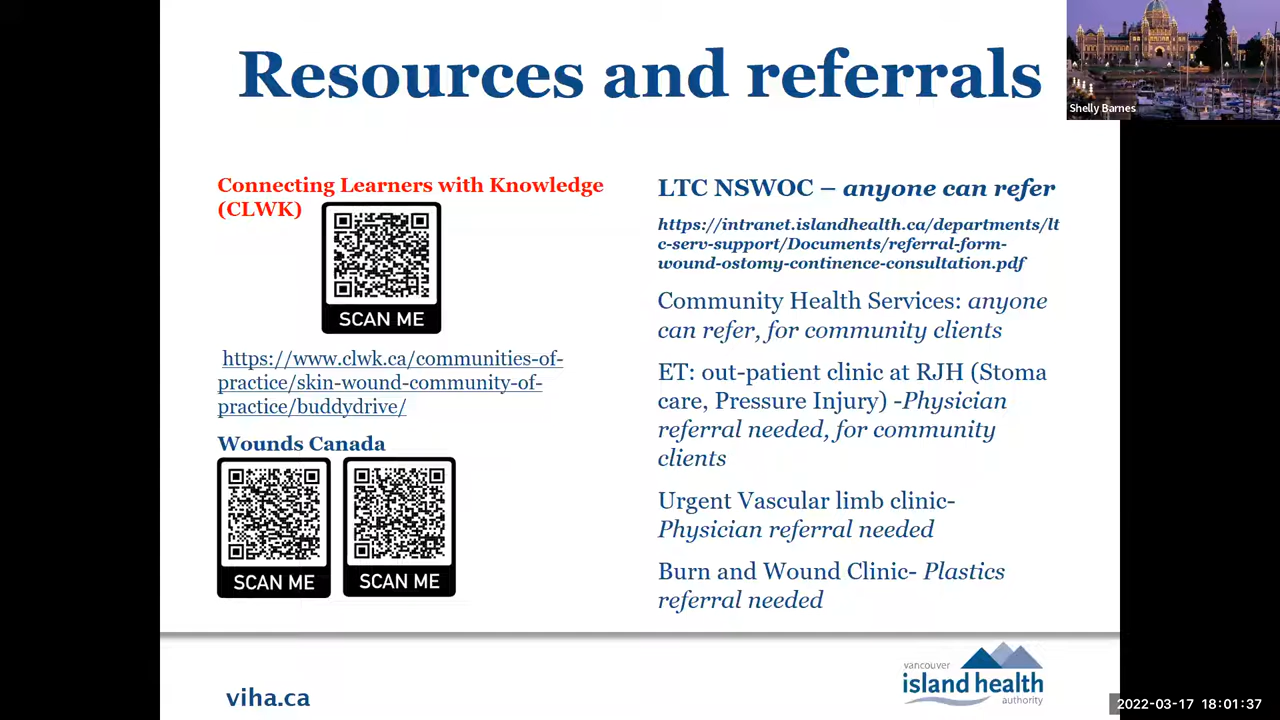 Resources and referrals
Shelly Barnes
Connecting Learners with Knowledge
(CLWK)
SCAN ME
https://www.clwk.ca/communities-of-
practice/skin-wound-community-of-
practice/buddydrive/
Wounds Canada
SCAN ME
SCAN ME
LTC NSWOC – anyone can refer
https://intranet.islandhealth.ca/departments/lt
c-serv-support/Documents/referral-form-
wound-ostomy-continence-consultation.pdf
Community Health Services: anyone
can refer, for community clients
ET: out-patient clinic at RJH (Stoma
care, Pressure Injury) -Physician
referral needed, for community
clients
Urgent Vascular limb clinic-
Physician referral needed
Burn and Wound Clinic- Plastics
referral needed
viha.ca
vancouver
island health
authority
2022-03-17 18:01:37